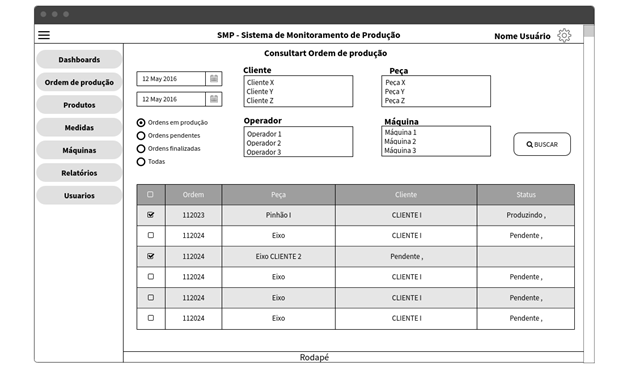 SMP - Sistema de Monitoramento de Produção
Nome Usuário
Consultart Ordem de produção
Dashboards
Ordem de produção
Produtos
Medidas
Máquinas
Relatórios
Usuarios
12 May 2016
12 May 2016
Ordens em produção
Ordens pendentes
Ordens finalizadas
Todas
Cliente
Cliente X
Cliente Y
Cliente Z
Peça
Peça X
Peça Y
Peça Z
Operador
Operador 1
Operador 2
Operador 3
Máquina
Máquina 1
Máquina 2
Máquina 3
BUSCAR
Ordem Peça Cliente Status
112023 Pinhão I CLIENTE I Produzindo ,
112024 Eixo CLIENTE I Pendente ,
112024 Eixo CLIENTE 2 Pendente ,
112024 Eixo CLIENTE I Pendente ,
112024 Eixo CLIENTE I Pendente ,
112024 Eixo CLIENTE I Pendente ,
Rodapé